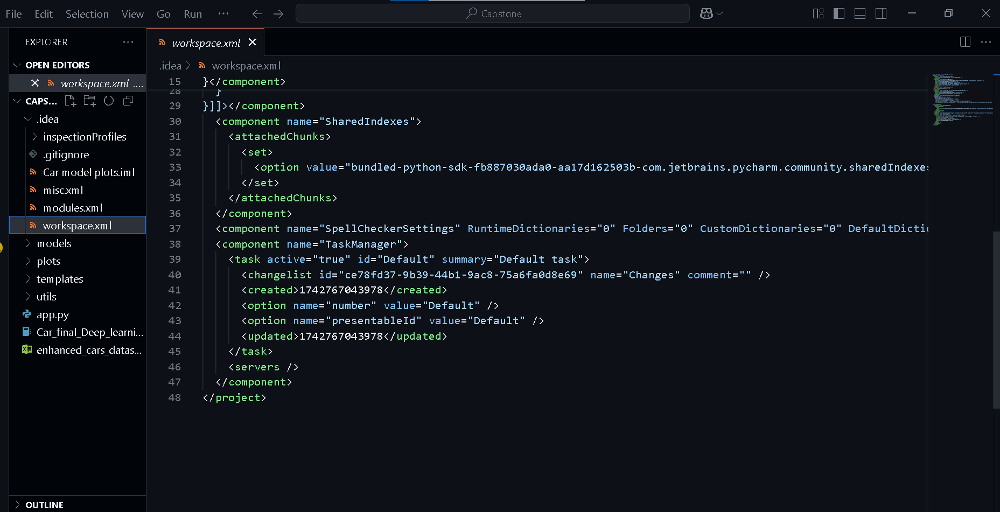 File Edit Selection View Go Run ···
Capstone
EXPLORER ···
OPEN EDITORS
workspace.xml ....
CAPS...
.idea
inspectionProfiles
.gitignore
Car model plots.iml
misc.xml
modules.xml
workspace.xml
models
plots
templates
utils
app.py
Car_final_Deep_learni...
enhanced_cars_datas...
OUTLINE
workspace.xml
.idea > workspace.xml
15 }</component>
28 }
29 }]]></component>
30 <component name="SharedIndexes">
31 <attachedChunks>
32 <set>
33 <option value="bundled-python-sdk-fb887030ada0-aa17d162503b-com.jetbrains.pycharm.community.sharedIndexes
34 </set>
35 </attachedChunks>
36 </component>
37 <component name="SpellCheckerSettings" RuntimeDictionaries="0" Folders="0" CustomDictionaries="0" DefaultDictio
38 <component name="TaskManager">
39 <task active="true" id="Default" summary="Default task">
40 <changelist id="ce78fd37-9b39-44b1-9ac8-75a6fa0d8e69" name="Changes" comment="" />
41 <created>1742767043978</created>
42 <option name="number" value="Default" />
43 <option name="presentableId" value="Default" />
44 <updated>1742767043978</updated>
45 </task>
46 <servers />
47 </component>
48 </project>